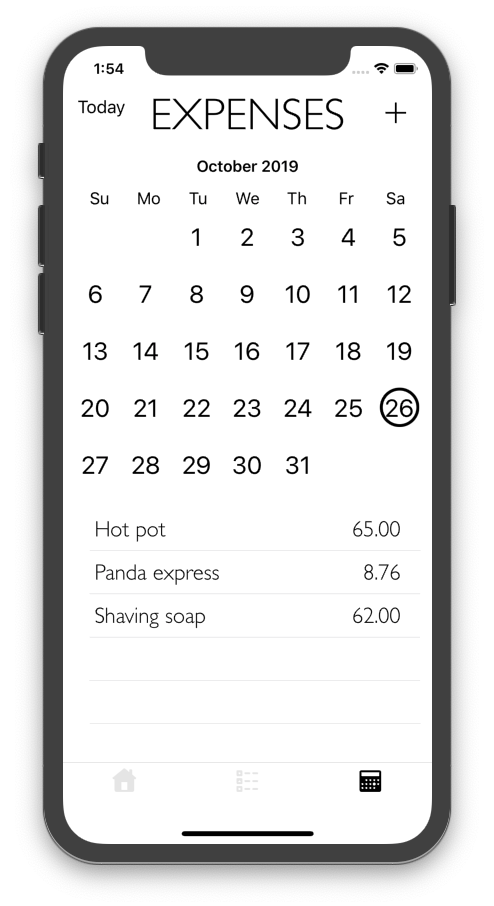 1:54
Today EXPENSES +
October 2019
Su Mo Tu We Th Fr Sa
1 2 3 4 5
6 7 8 9 10 11 12
13 14 15 16 17 18 19
20 21 22 23 24 25 26
27 28 29 30 31
Hot pot 65.00
Panda express 8.76
Shaving soap 62.00